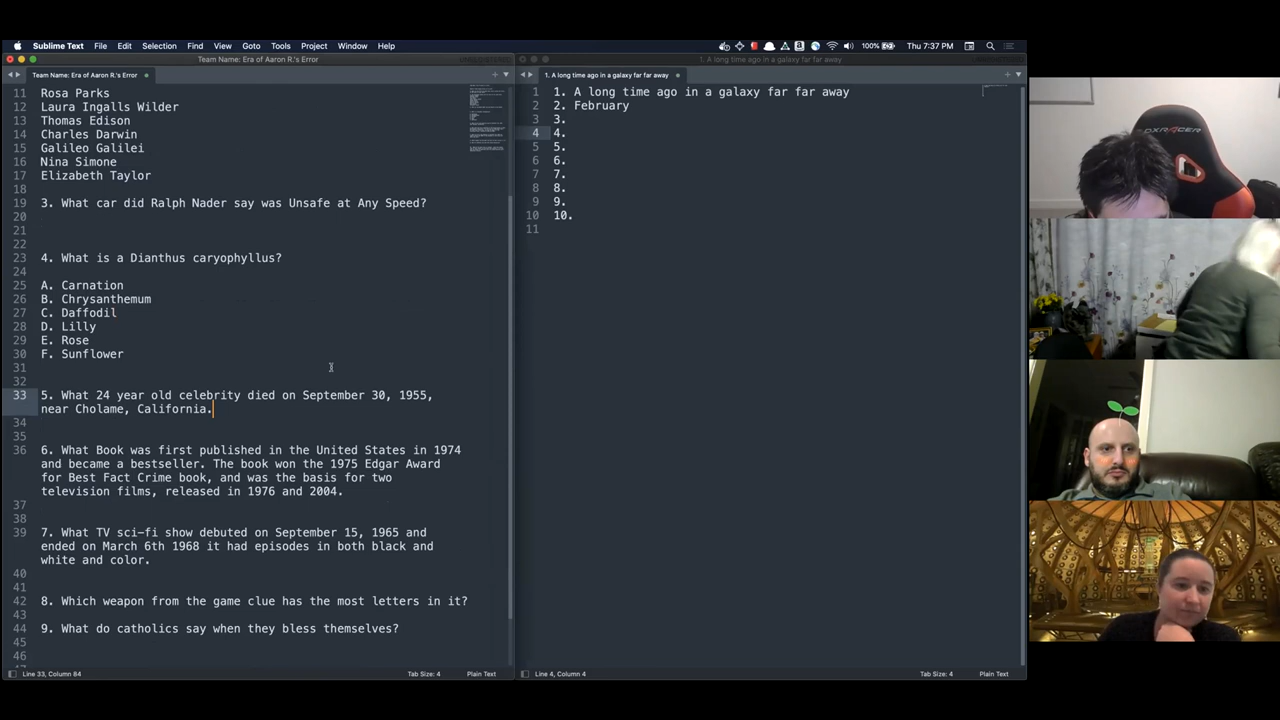 Sublime Text File Edit Selection Find View Goto Tools Project Window Help 100% Thu 7:37 PM
Team Name: Era of Aaron R.'s Error
Team Name: Era of Aaron R.'s Error
11 Rosa Parks
12 Laura Ingalls Wilder
13 Thomas Edison
14 Charles Darwin
15 Galileo Galilei
16 Nina Simone
17 Elizabeth Taylor
18
19 3. What car did Ralph Nader say was Unsafe at Any Speed?
20
21
22
23 4. What is a Dianthus caryophyllus?
24
25 A. Carnation
26 B. Chrysanthemum
27 C. Daffodil
28 D. Lilly
29 E. Rose
30 F. Sunflower
31
32
33 5. What 24 year old celebrity died on September 30, 1955,
near Cholame, California.
34
35
36 6. What Book was first published in the United States in 1974
and became a bestseller. The book won the 1975 Edgar Award
for Best Fact Crime book, and was the basis for two
television films, released in 1976 and 2004.
37
38
39 7. What TV sci-fi show debuted on September 15, 1965 and
ended on March 6th 1968 it had episodes in both black and
white and color.
40
41
42 8. Which weapon from the game clue has the most letters in it?
43
44 9. What do catholics say when they bless themselves?
45
46
Line 33, Column 84 Tab Size: 4 Plain Text
1. A long time ago in a galaxy far far away
1. A long time ago in a galaxy far far away
1 1. A long time ago in a galaxy far far away
2 2. February
3 3.
4 4.
5 5.
6 6.
7 7.
8 8.
9 9.
10 10.
11
Line 4, Column 4 Tab Size: 4 Plain Text
DXRACER